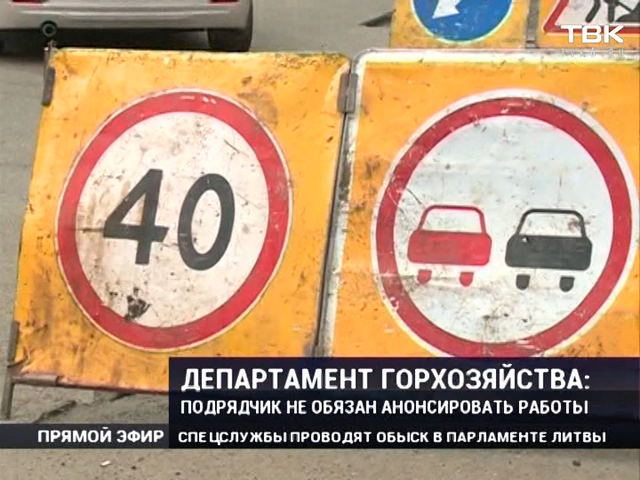 ТВК
40
ДЕПАРТАМЕНТ ГОРХОЗЯЙСТВА:
ПОДРЯДЧИК НЕ ОБЯЗАН АНОНСИРОВАТЬ РАБОТЫ
ПРЯМОЙ ЭФИР СПЕЦСЛУЖБЫ ПРОВОДЯТ ОБЫСК В ПАРЛАМЕНТЕ ЛИТВЫ